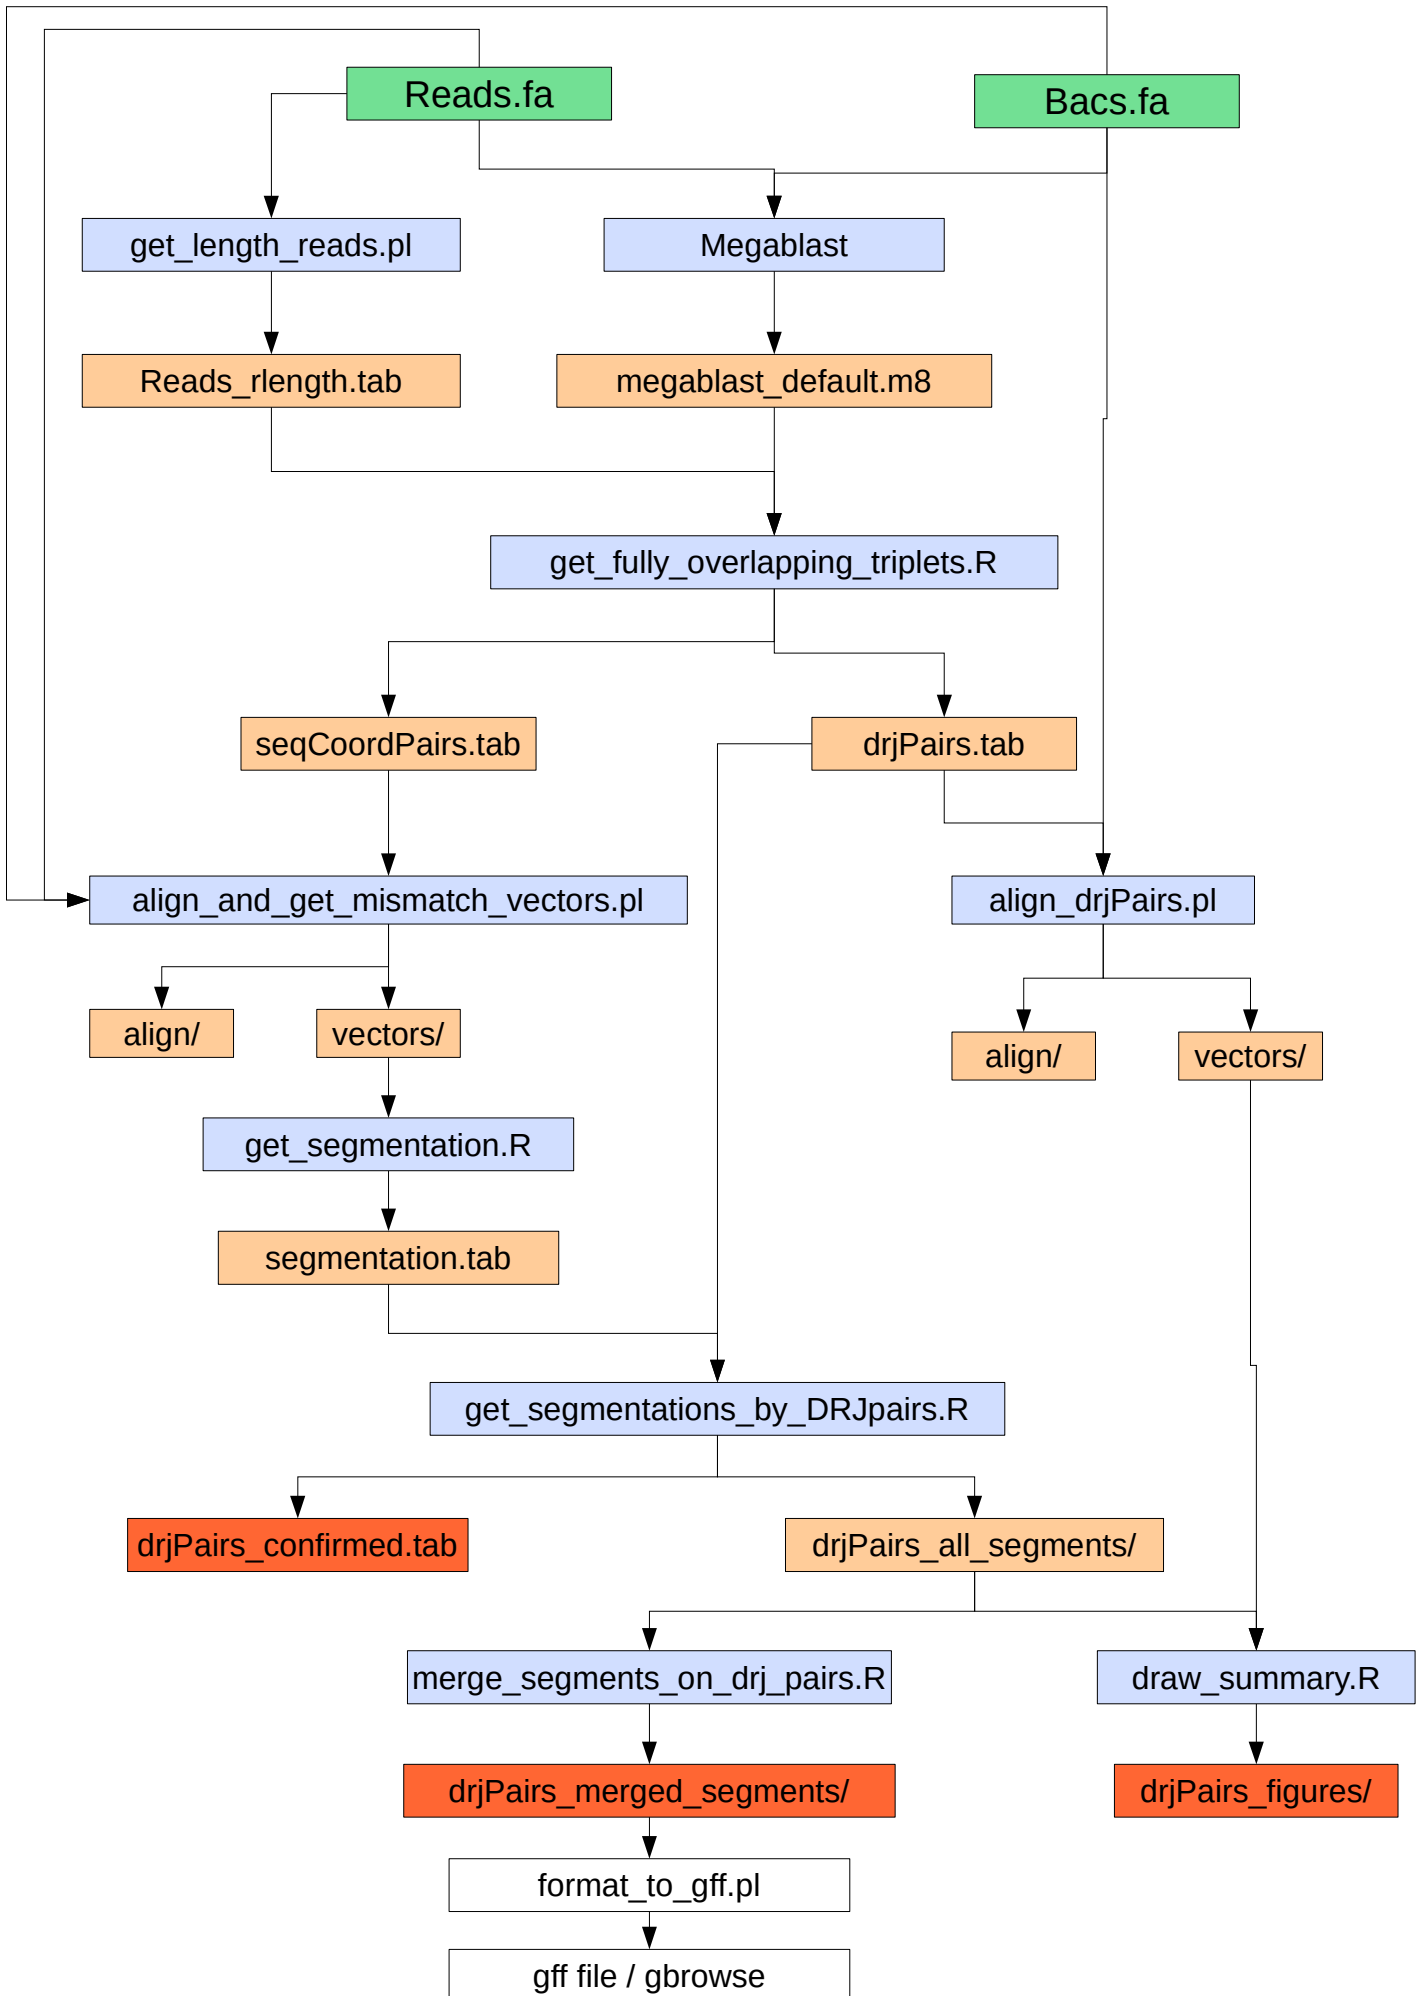 Reads.fa
Bacs.fa
get_length_reads.pl
Megablast
Reads_rlength.tab
megablast_default.m8
get_fully_overlapping_triplets.R
seqCoordPairs.tab
drjPairs.tab
align_and_get_mismatch_vectors.pl
align_drjPairs.pl
align/
vectors/
align/
vectors/
get_segmentation.R
segmentation.tab
get_segmentations_by_DRJpairs.R
drjPairs_confirmed.tab
drjPairs_all_segments/
merge_segments_on_drj_pairs.R
draw_summary.R
drjPairs_merged_segments/
drjPairs_figures/
format_to_gff.pl
gff file / gbrowse